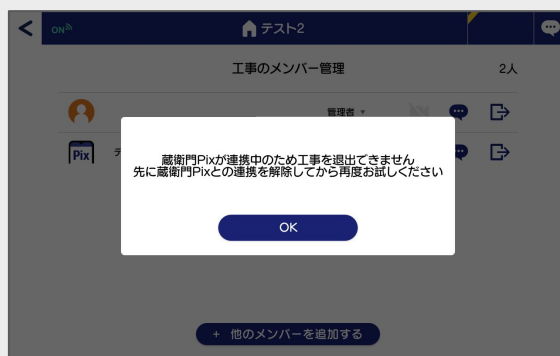 ON
テスト2
工事のメンバー管理
2人
管理者
Pix
テ
蔵衛門Pixが連携中のため工事を退出できません
先に蔵衛門Pixとの連携を解除してから再度お試しください
OK
+ 他のメンバーを追加する